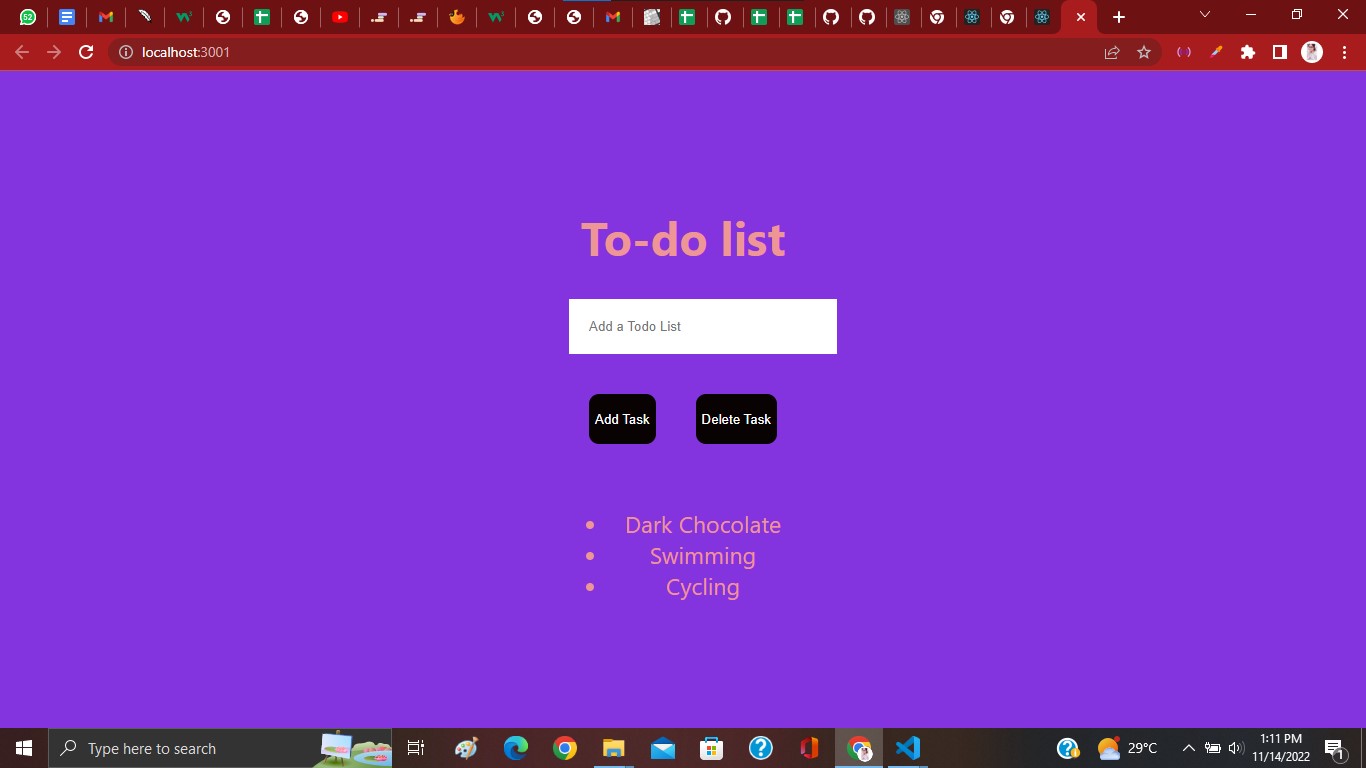 52
localhost:3001
To-do list
Add a Todo List
Add Task Delete Task
Dark Chocolate
Swimming
Cycling
Type here to search
29°C
1:11 PM
11/14/2022
1